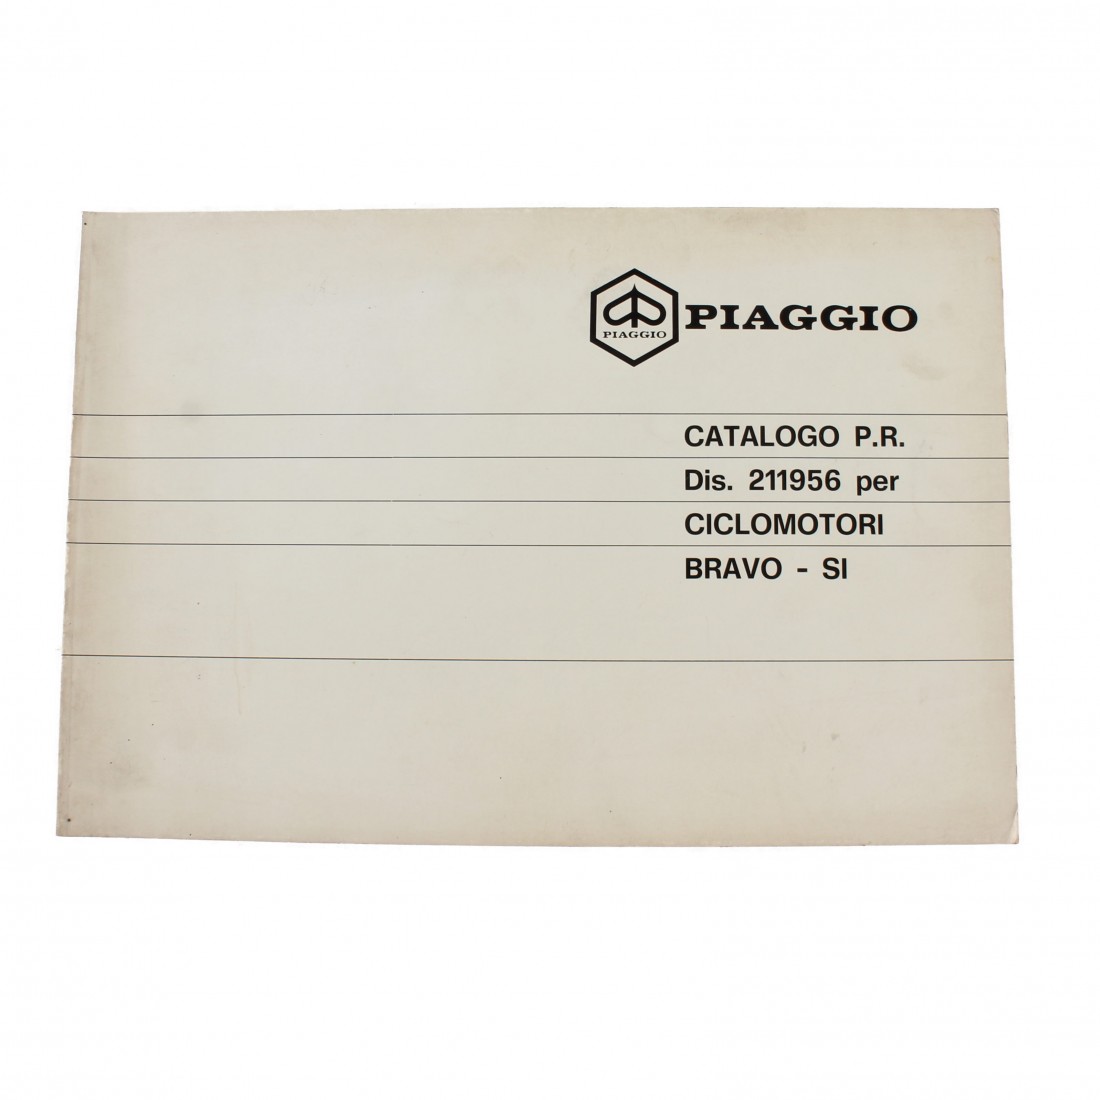 PIAGGIO
PIAGGIO
CATALOGO P.R.
Dis. 211956 per
CICLOMOTORI
BRAVO - SI